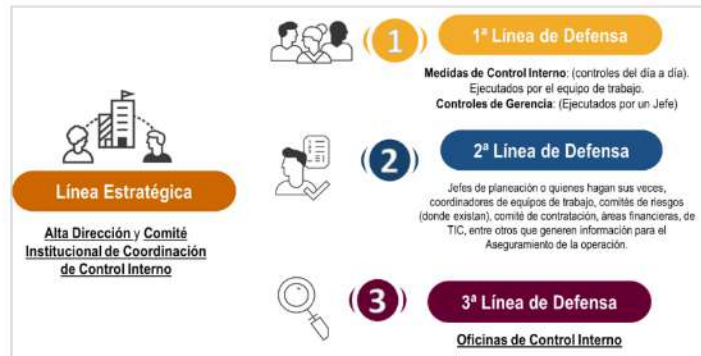 Línea Estratégica
Alta Dirección y Comité
Institucional de Coordinación
de Control Interno
1
1ª Línea de Defensa
Medidas de Control Interno: (controles del día a día).
Ejecutados por el equipo de trabajo.
Controles de Gerencia: (Ejecutados por un Jefe)
2
2ª Línea de Defensa
Jefes de planeación o quienes hagan sus veces,
coordinadores de equipos de trabajo, comités de riesgos
(donde existan), comité de contratación, áreas financieras, de
TIC, entre otros que generen información para el
Aseguramiento de la operación.
3
3ª Línea de Defensa
Oficinas de Control Interno